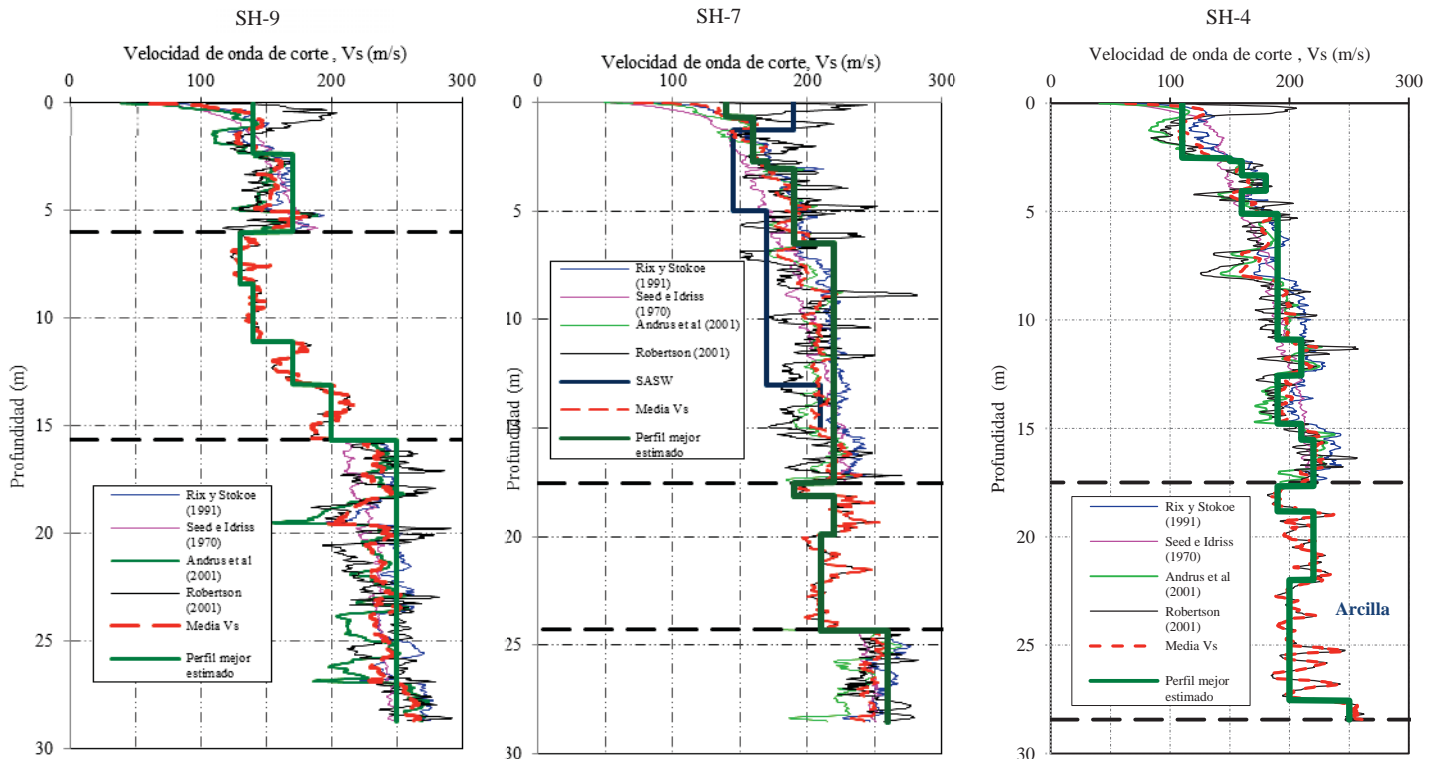 SH-9
Velocidad de onda de corte , Vs (m/s)
0 100 200 300
0
5
10
15
20
25
30
Profundidad (m)
Rix y Stokoe
(1991)
Seed e Idriss
(1970)
Andrus et al
(2001)
Robertson
(2001)
Media Vs
Perfil mejor
estimado
SH-7
Velocidad de onda de corte, Vs (m/s)
0 100 200 300
0
5
10
15
20
25
30
Profundidad (m)
Rix y Stokoe
(1991)
Seed e Idriss
(1970)
Andrus et al (2001)
Robertson (2001)
SASW
Media Vs
Perfil mejor
estimado
SH-4
Velocidad de onda de corte , Vs (m/s)
0 100 200 300
0
5
10
15
20
25
30
Profundidad (m)
Rix y Stokoe
(1991)
Seed e Idriss
(1970)
Andrus et al
(2001)
Robertson
(2001)
Media Vs
Perfil mejor
estimado
Arcilla